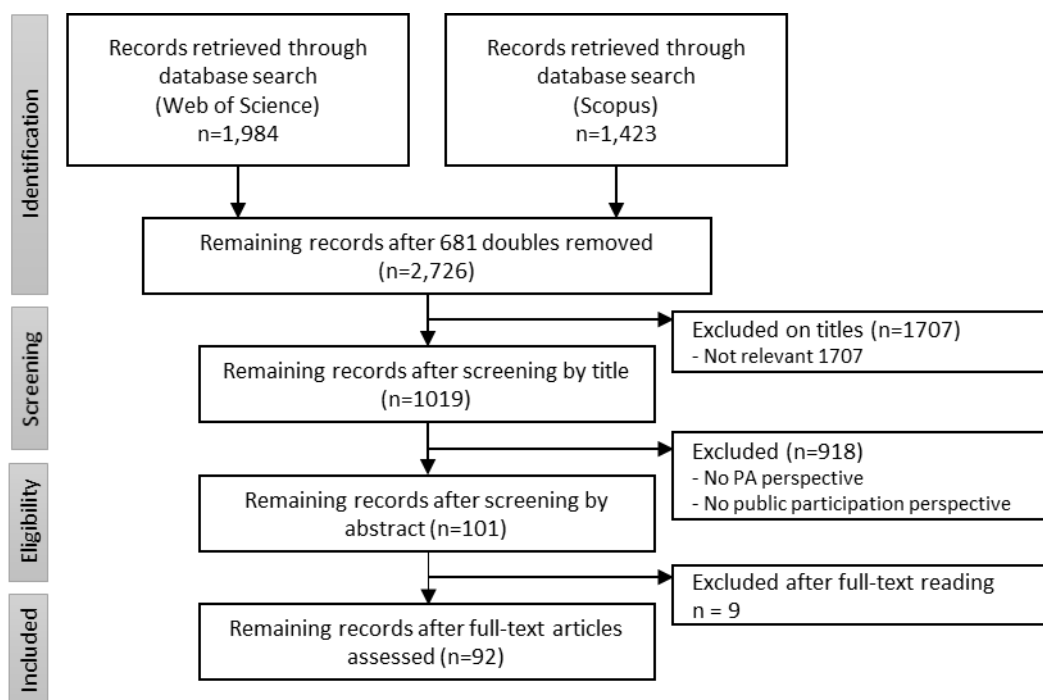 Identification
Records retrieved through
database search
(Web of Science)
n=1,984
Records retrieved through
database search
(Scopus)
n=1,423
Remaining records after 681 doubles removed
(n=2,726)
Screening
Excluded on titles (n=1707)
- Not relevant 1707
Remaining records after screening by title
(n=1019)
Excluded (n=918)
- No PA perspective
- No public participation perspective
Eligibility
Remaining records after screening by
abstract (n=101)
Excluded after full-text reading
n = 9
Included
Remaining records after full-text articles
assessed (n=92)